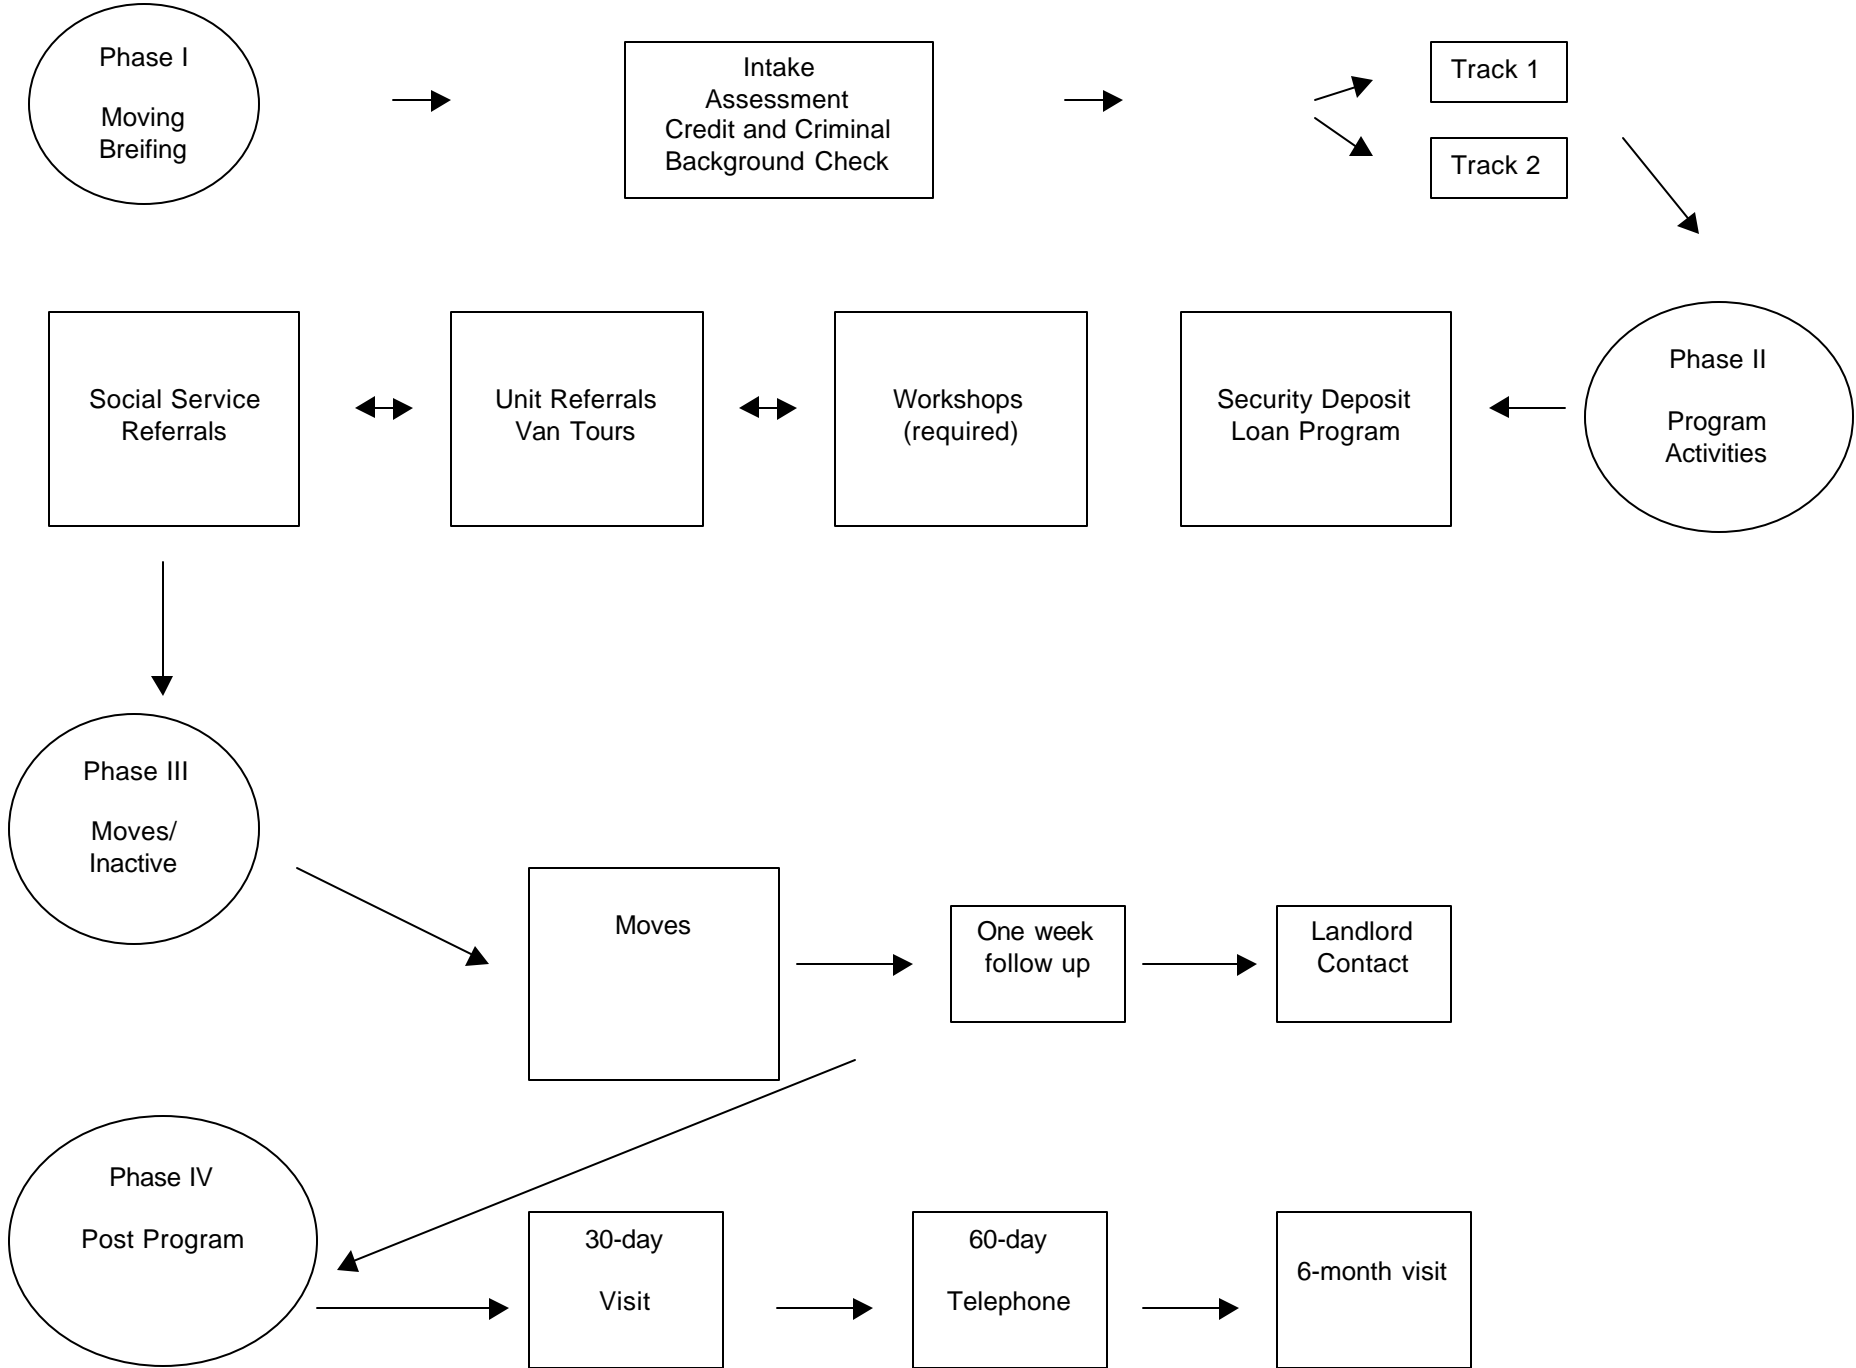 Phase I
Moving
Breifing
Intake
Assessment
Credit and Criminal
Background Check
Track 1
Track 2
Social Service
Referrals
Unit Referrals
Van Tours
Workshops
(required)
Security Deposit
Loan Program
Phase II
Program
Activities
Phase III
Moves/
Inactive
Moves
One week
follow up
Landlord
Contact
Phase IV
Post Program
30-day
Visit
60-day
Telephone
6-month visit